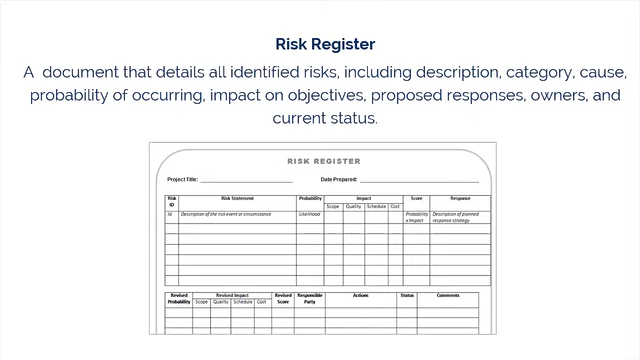 Risk Register
A document that details all identified risks, including description, category, cause,
probability of occurring, impact on objectives, proposed responses, owners, and
current status.
RISK REGISTER
Project Title: Date Prepared:
Risk ID Risk Statement Probability Impact Score Response
Scope Quality Schedule Cost
Id Description of the risk event or circumstance Likelihood Probability x Impact Description of planned response strategy
Revised Probability Revised Impact Revised Score Responsible Party Actions Status Comments
Scope Quality Schedule Cost